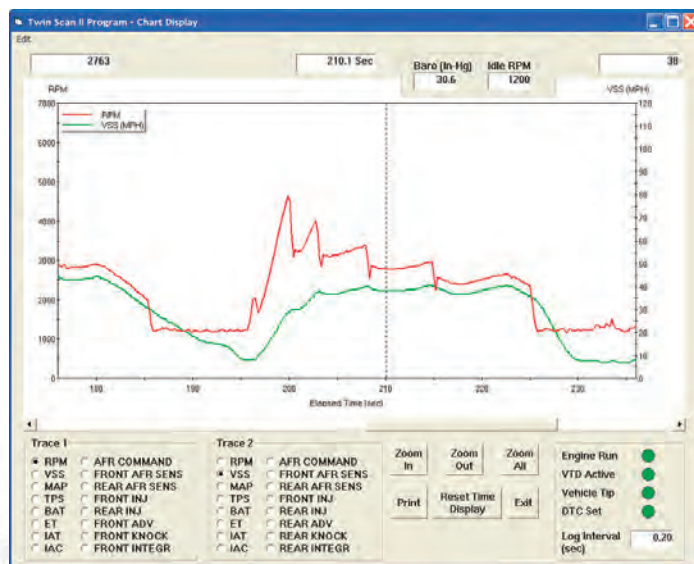 Twin Scan II Program - Chart Display
Edit
2763
210.1 Sec
Baro (In-Hg)
Idle RPM
30.6
1200
38
RPM
VSS (MPH)
RPM
VSS (MPH)
7000
6000
5000
4000
3000
2000
1000
0
120
110
100
90
80
70
60
50
40
30
20
10
0
180
190
200
210
220
230
Elapsed Time (sec)
Trace 1
RPM
AFR COMMAND
VSS
FRONT AFR SENS
MAP
REAR AFR SENS
TPS
FRONT INJ
BAT
REAR INJ
ET
FRONT ADV
IAT
FRONT KNOCK
IAC
FRONT INTEGR
Trace 2
RPM
AFR COMMAND
VSS
FRONT AFR SENS
MAP
REAR AFR SENS
TPS
FRONT INJ
BAT
REAR INJ
ET
REAR ADV
IAT
REAR KNOCK
IAC
REAR INTEGR
Zoom In
Zoom Out
Zoom All
Print
Reset Time Display
Exit
Engine Run
VTD Active
Vehicle Tip
DTC Set
Log Interval (sec)
0.20